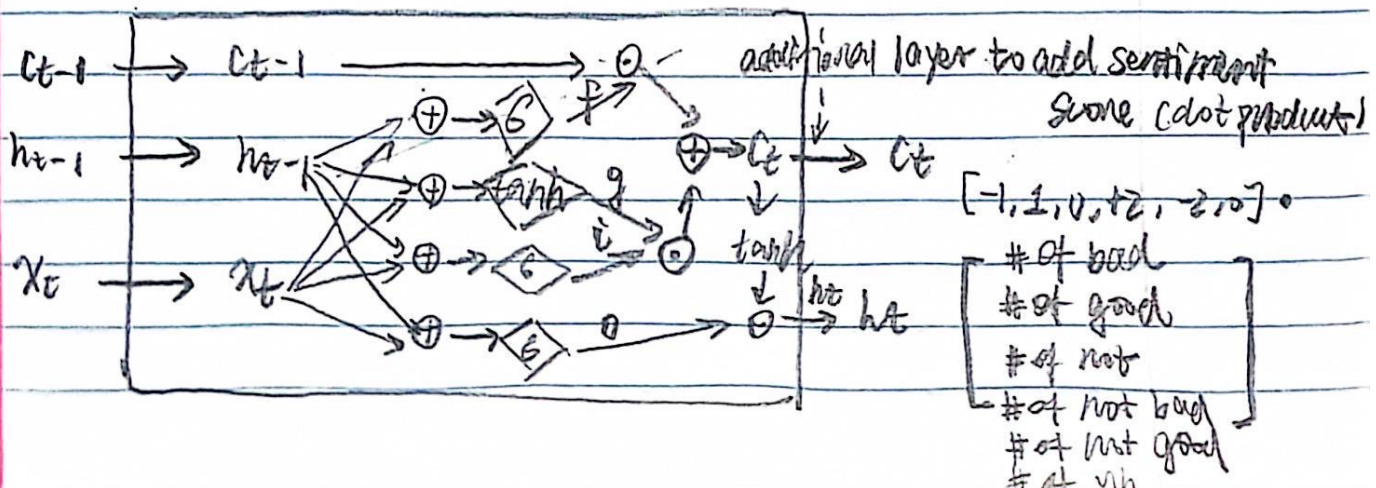 Ct-1 → Ct-1 → ⊙
additional layer to add sentiment
score (dot product)
ht-1 → ht-1
⊕ → σ f
⊕ → Ct → Ct
⊕ → tanh g
[-1, 1, 0, +2, -2, 0] •
i
tanh
Xt → Xt
⊕ → σ
⊙
ht
⊕ → σ o
⊙ → ht
# of bad
# of good
# of not
# of not bad
# of not good
# of